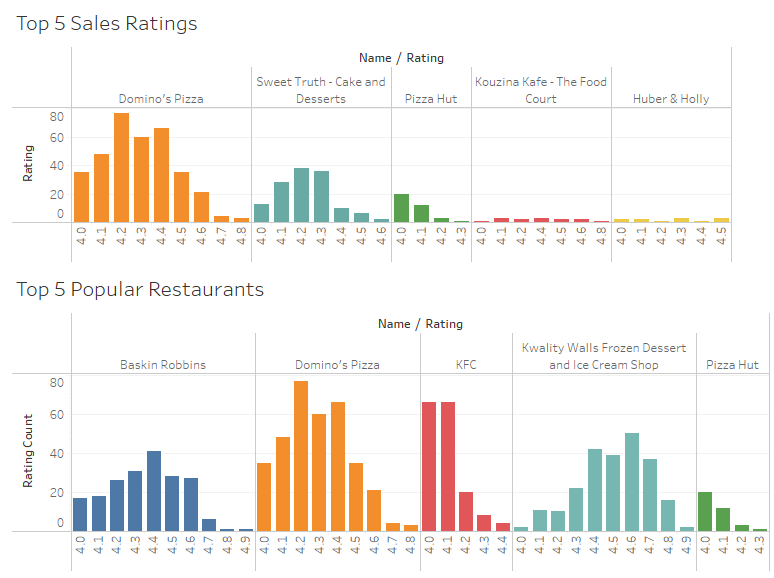 Top 5 Sales Ratings
Name / Rating
Sweet Truth - Cake and Kouzina Kafe - The Food
Domino's Pizza Desserts Pizza Hut Court Huber & Holly
Rating
80
60
40
20
0
4.0 4.1 4.2 4.3 4.4 4.5 4.6 4.7 4.8 4.0 4.1 4.2 4.3 4.4 4.5 4.6 4.0 4.1 4.2 4.3 4.0 4.1 4.2 4.4 4.5 4.6 4.8 4.0 4.1 4.2 4.3 4.4 4.5
Top 5 Popular Restaurants
Name / Rating
Kwality Walls Frozen Dessert
Baskin Robbins Domino's Pizza KFC and Ice Cream Shop Pizza Hut
Rating Count
80
60
40
20
0
4.0 4.1 4.2 4.3 4.4 4.5 4.6 4.7 4.8 4.9 4.0 4.1 4.2 4.3 4.4 4.5 4.6 4.7 4.8 4.0 4.1 4.2 4.3 4.4 4.0 4.1 4.2 4.3 4.4 4.5 4.6 4.7 4.8 4.9 4.0 4.1 4.2 4.3